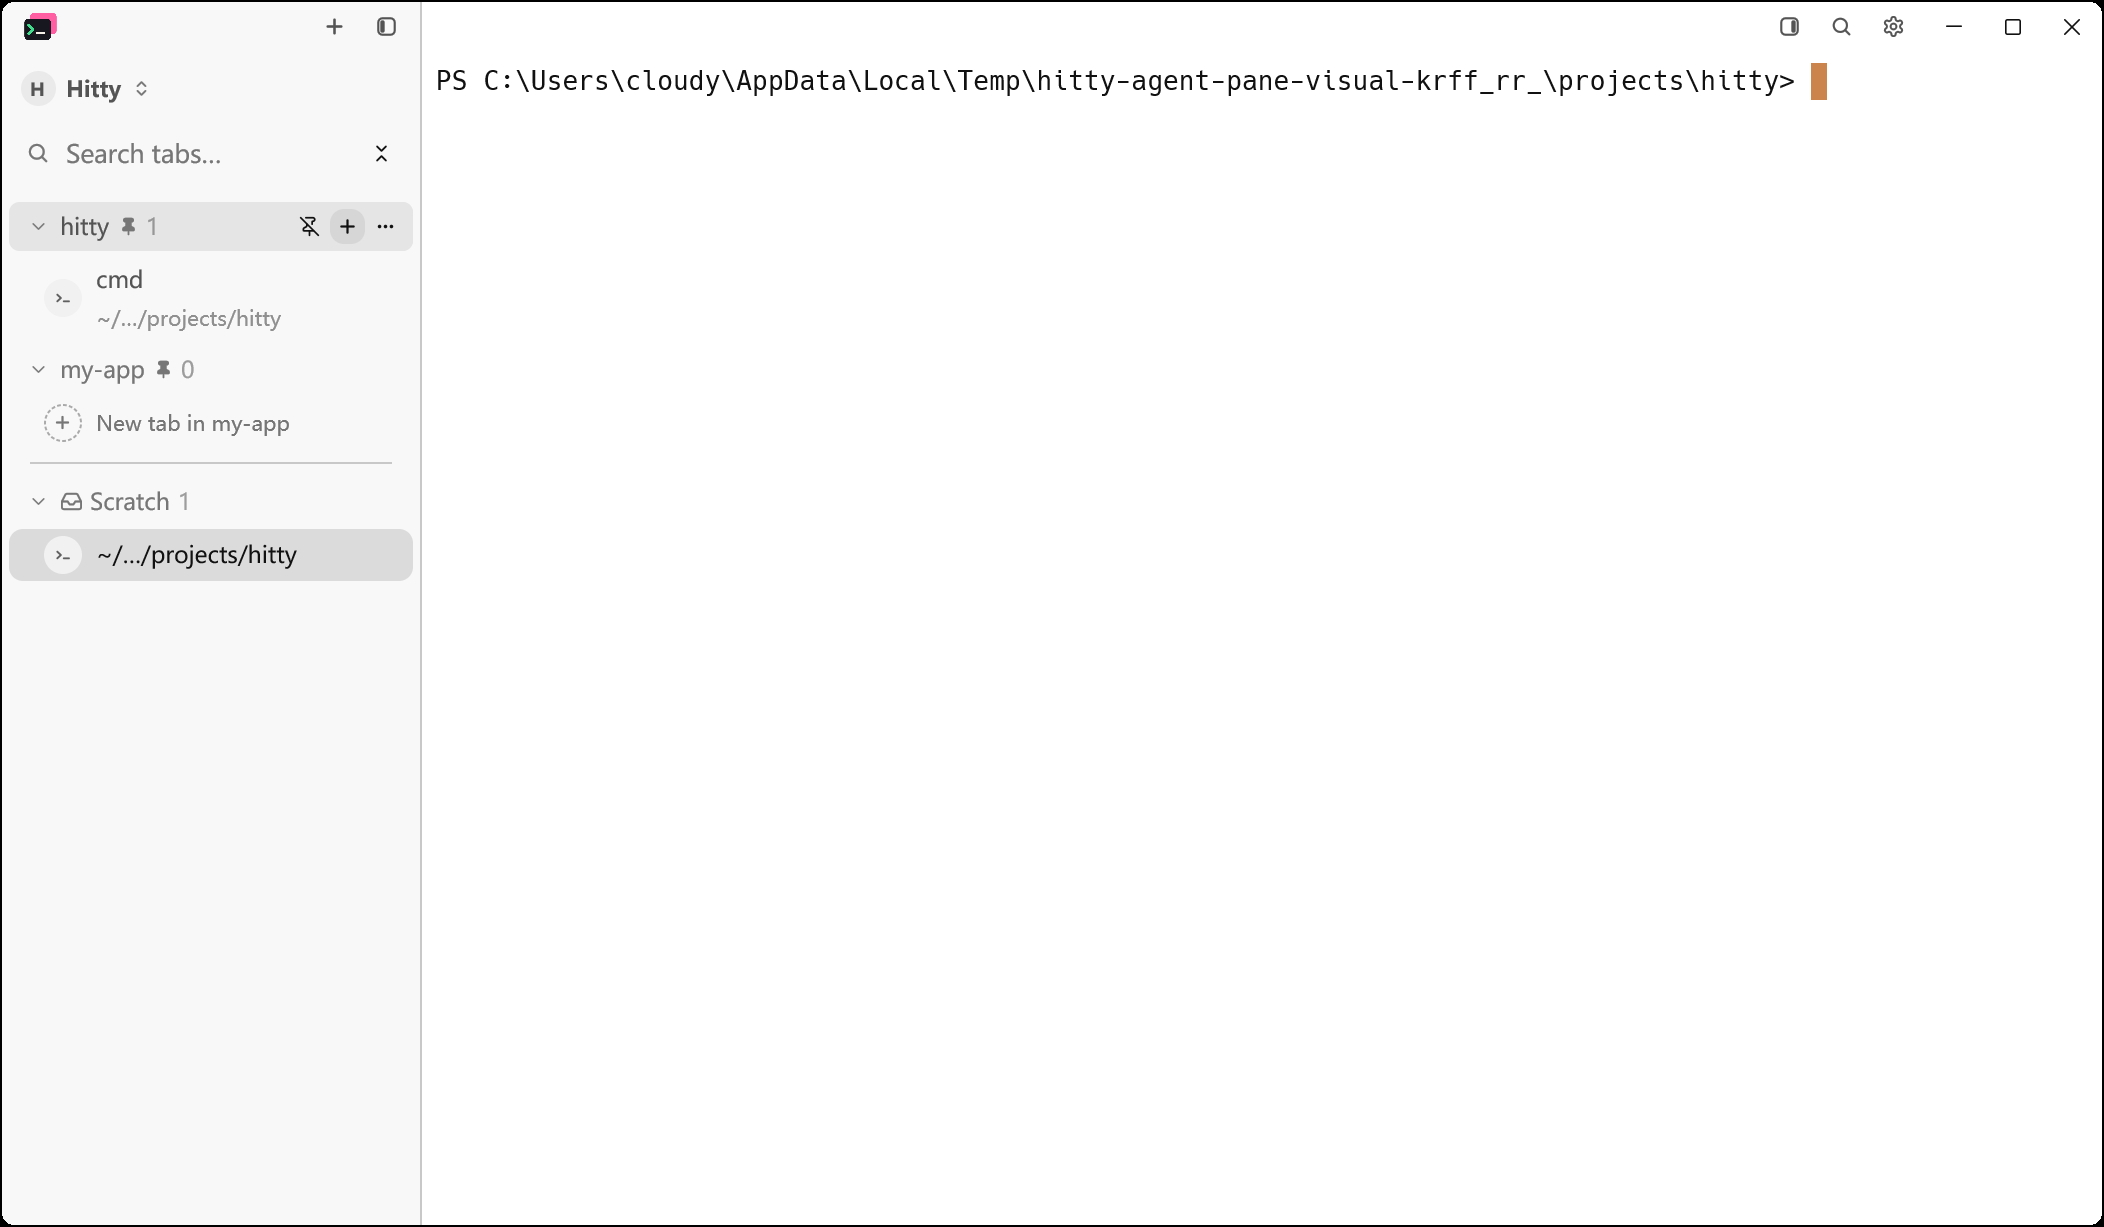 H Hitty
Search tabs...
hitty 1
cmd
~/.../projects/hitty
my-app 0
New tab in my-app
Scratch 1
~/.../projects/hitty
PS C:\Users\cloudy\AppData\Local\Temp\hitty-agent-pane-visual-krff_rr_\projects\hitty>